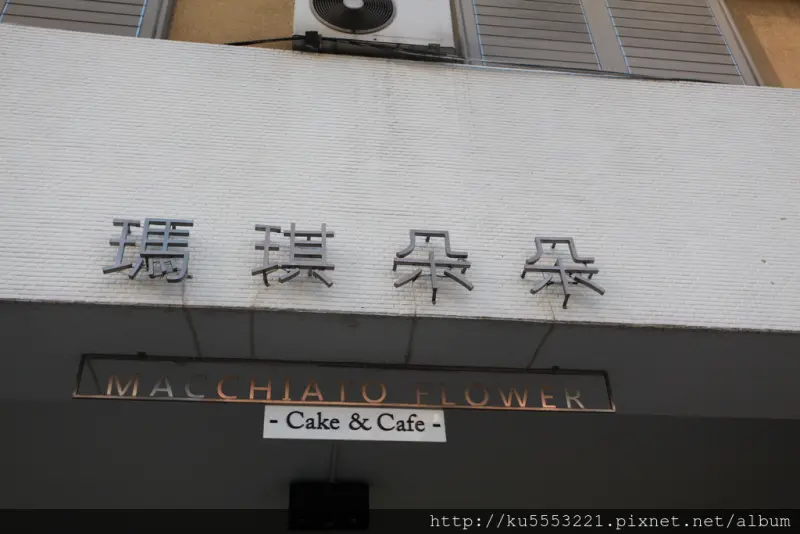 瑪琪朵朵
MACCHIATO FLOWER
- Cake & Cafe -
http://ku5553221.pixnet.net/album